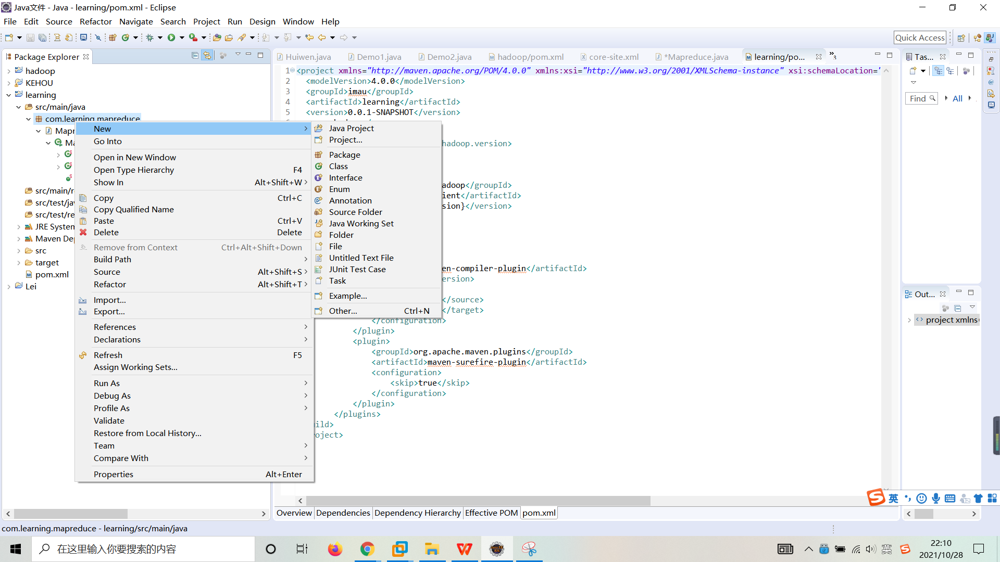 Java文件 - Java - learning/pom.xml - Eclipse
File Edit Source Refactor Navigate Search Project Run Design Window Help
Quick Access
Package Explorer
hadoop
KEHOU
learning
src/main/java
com.learning.mapreduce
Mapr
Ma
src/main/r
src/test/ja
src/test/re
JRE System
Maven De
src
target
pom.xml
Lei
New
Go Into
Open in New Window
Open Type Hierarchy F4
Show In Alt+Shift+W
Copy Ctrl+C
Copy Qualified Name
Paste Ctrl+V
Delete Delete
Remove from Context Ctrl+Alt+Shift+Down
Build Path
Source Alt+Shift+S
Refactor Alt+Shift+T
Import...
Export...
References
Declarations
Refresh F5
Assign Working Sets...
Run As
Debug As
Profile As
Validate
Restore from Local History...
Team
Compare With
Properties Alt+Enter
Java Project
Project...
Package
Class
Interface
Enum
Annotation
Source Folder
Java Working Set
Folder
File
Untitled Text File
JUnit Test Case
Task
Example...
Other... Ctrl+N
Huiwen.java Demo1.java Demo2.java hadoop/pom.xml core-site.xml *Mapreduce.java learning/po... »3
1 <project xmlns="http://maven.apache.org/POM/4.0.0" xmlns:xsi="http://www.w3.org/2001/XMLSchema-instance" xsi:schemaLocation="
2 <modelVersion>4.0.0</modelVersion>
3 <groupId>imau</groupId>
4 <artifactId>learning</artifactId>
5 <version>0.0.1-SNAPSHOT</version>
hadoop.version>
adoop</groupId>
ient</artifactId>
sion}</version>
en-compiler-plugin</artifactId>
ersion>
</source>
</target>
</configuration>
</plugin>
<plugin>
<groupId>org.apache.maven.plugins</groupId>
<artifactId>maven-surefire-plugin</artifactId>
<configuration>
<skip>true</skip>
</configuration>
</plugin>
</plugins>
ild>
oject>
Overview Dependencies Dependency Hierarchy Effective POM pom.xml
Tas...
Find All
Out...
project xmlns=
英
com.learning.mapreduce - learning/src/main/java
在这里输入你要搜索的内容
英
22:10
2021/10/28